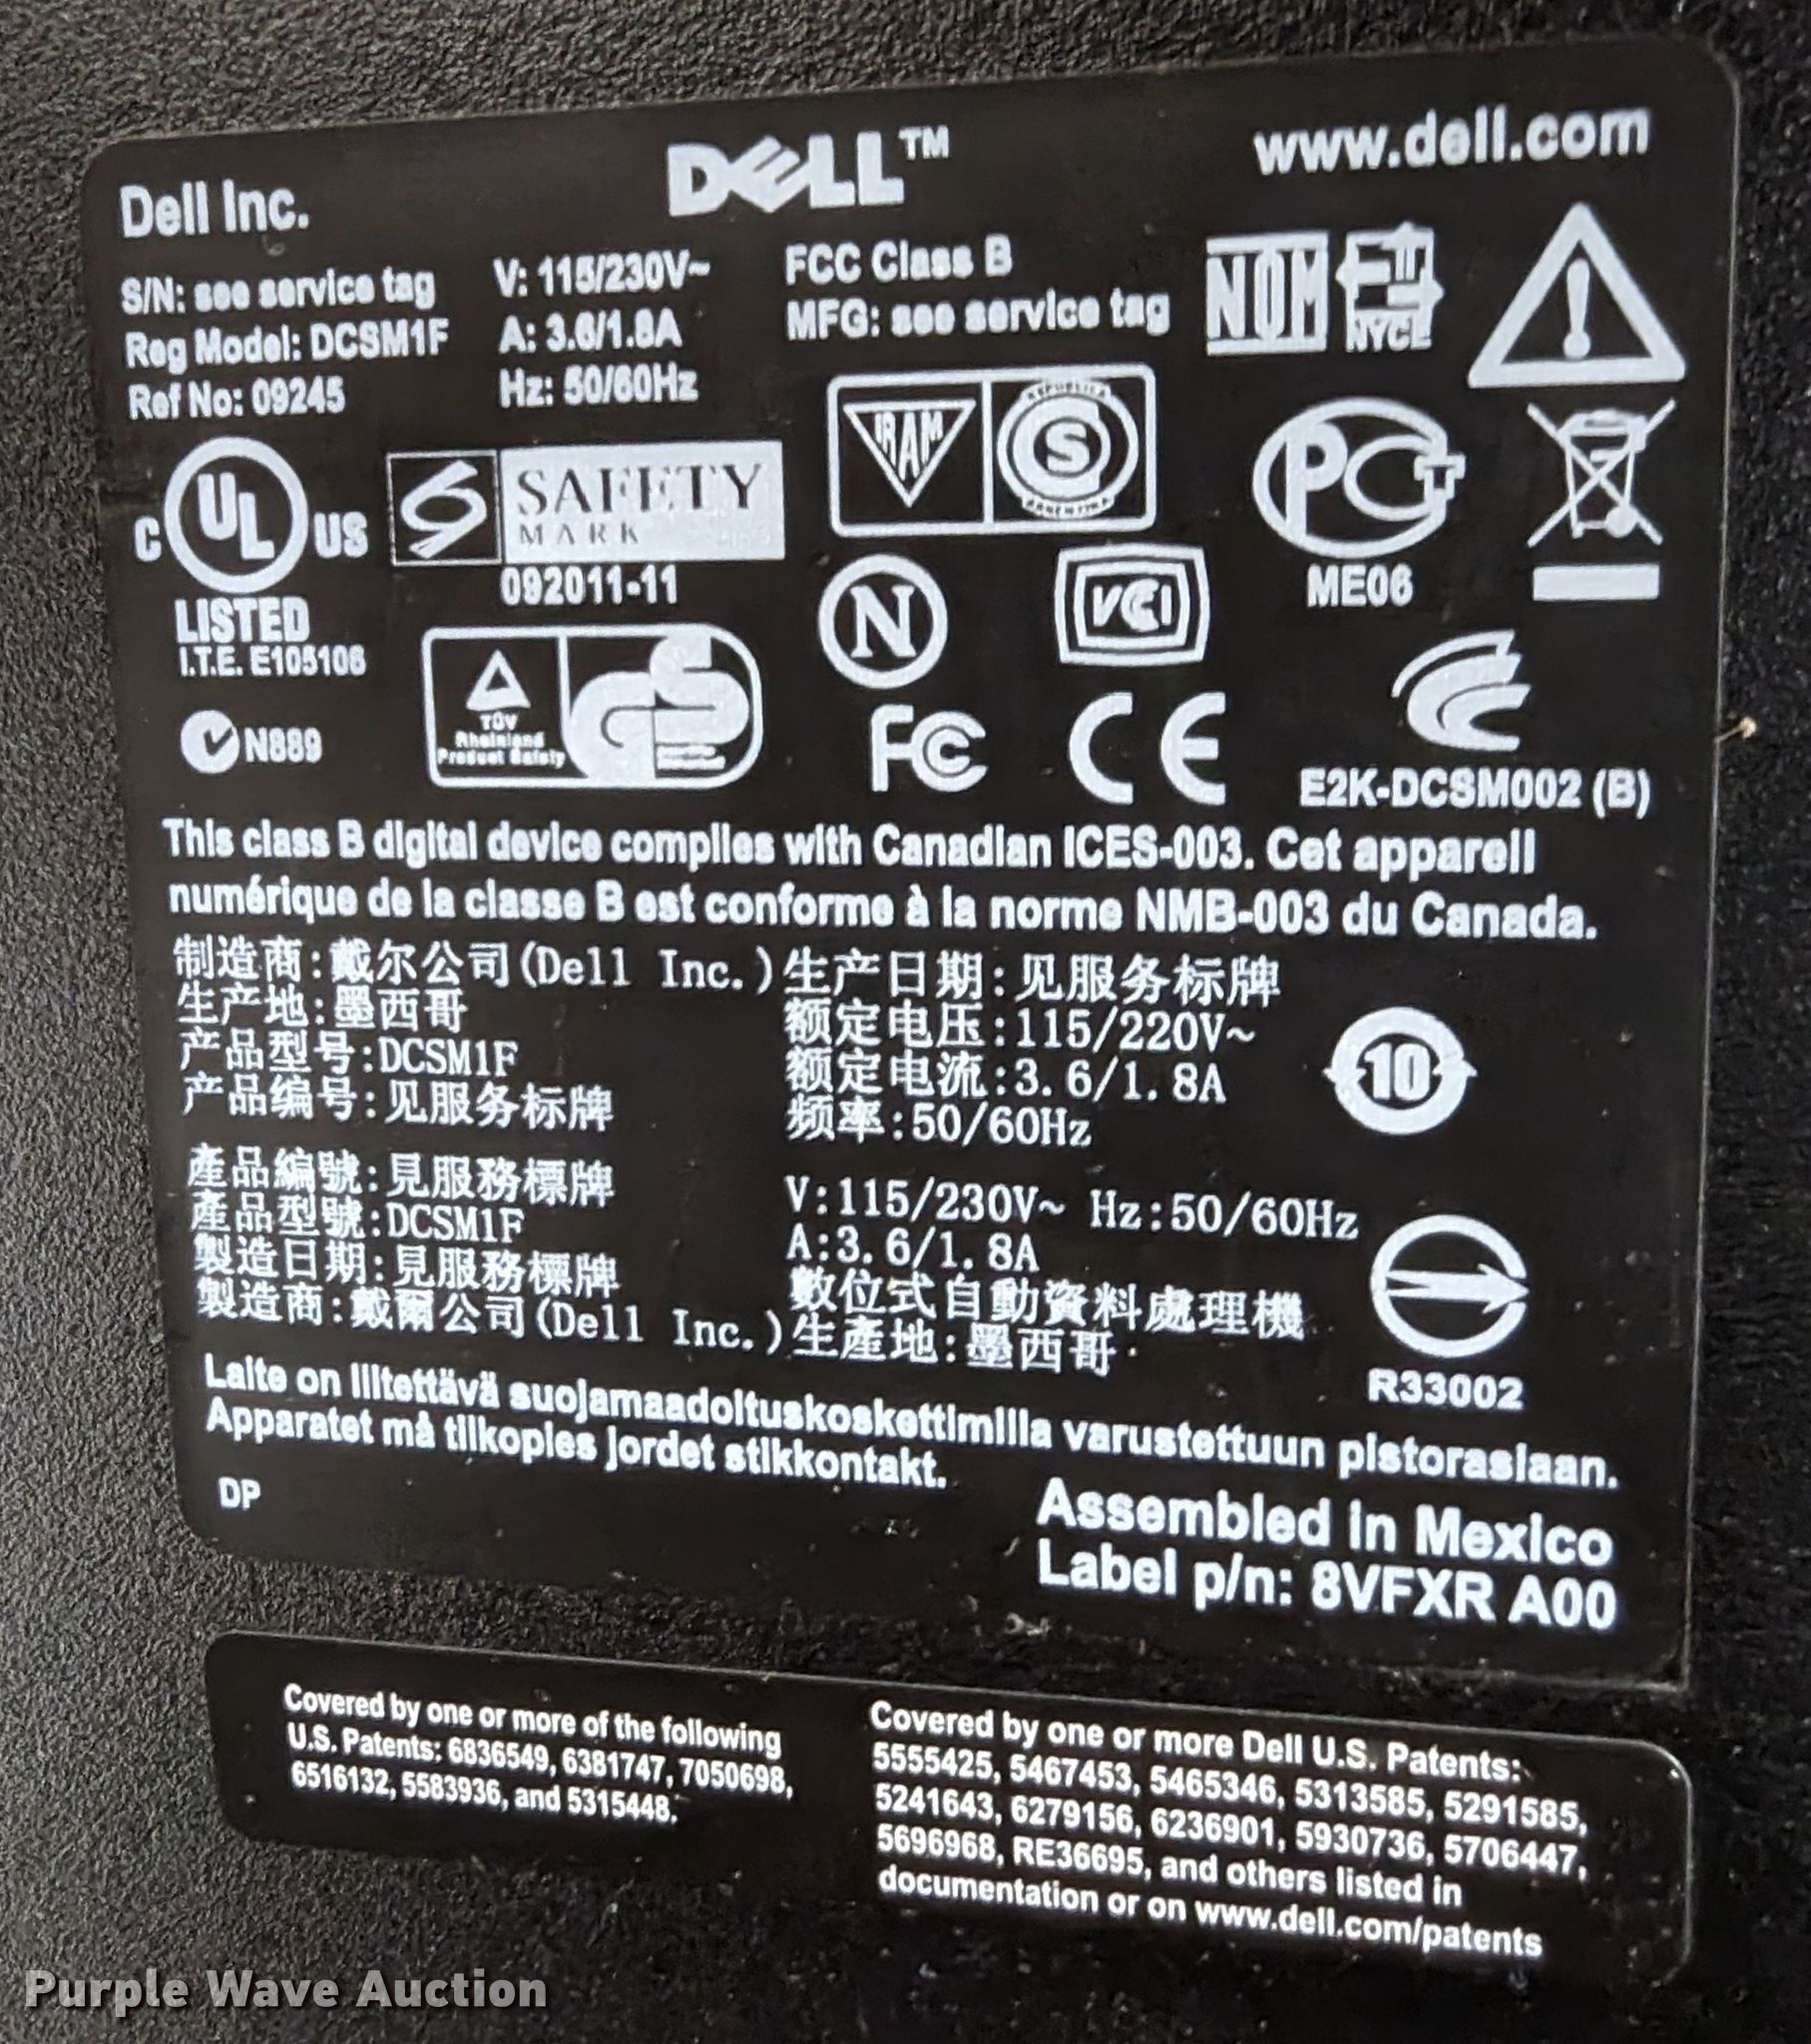 DELL™
www.dell.com
Dell Inc.
S/N: see service tag
Reg Model: DCSM1F
Ref No: 09245
V: 115/230V~
A: 3.6/1.8A
Hz: 50/60Hz
FCC Class B
MFG: see service tag
NOM
NYCE
C UL US
LISTED
I.T.E. E105106
SAFETY
MARK
092011-11
IRAM
S
PCT
ME06
N
VCI
N889
TÜV
Rheinland
Product Safety
GS
FC
CE
E2K-DCSM002 (B)
This class B digital device complies with Canadian ICES-003. Cet appareil
numérique de la classe B est conforme à la norme NMB-003 du Canada.
制造商:戴尔公司(Dell Inc.)
生产地:墨西哥
产品型号:DCSM1F
产品编号:见服务标牌
生产日期:见服务标牌
额定电压:115/220V~
额定电流:3.6/1.8A
频率:50/60Hz
10
產品編號:見服務標牌
產品型號:DCSM1F
製造日期:見服務標牌
製造商:戴爾公司(Dell Inc.)
V:115/230V~ Hz:50/60Hz
A:3.6/1.8A
數位式自動資料處理機
生產地:墨西哥
R33002
Laite on liitettävä suojamaadoituskoskettimilla varustettuun pistorasiaan.
Apparatet må tilkoples jordet stikkontakt.
DP
Assembled in Mexico
Label p/n: 8VFXR A00
Covered by one or more of the following
U.S. Patents: 6836549, 6381747, 7050698,
6516132, 5583936, and 5315448.
Covered by one or more Dell U.S. Patents:
5555425, 5467453, 5465346, 5313585, 5291585,
5241643, 6279156, 6236901, 5930736, 5706447,
5696968, RE36695, and others listed in
documentation or on www.dell.com/patents
Purple Wave Auction